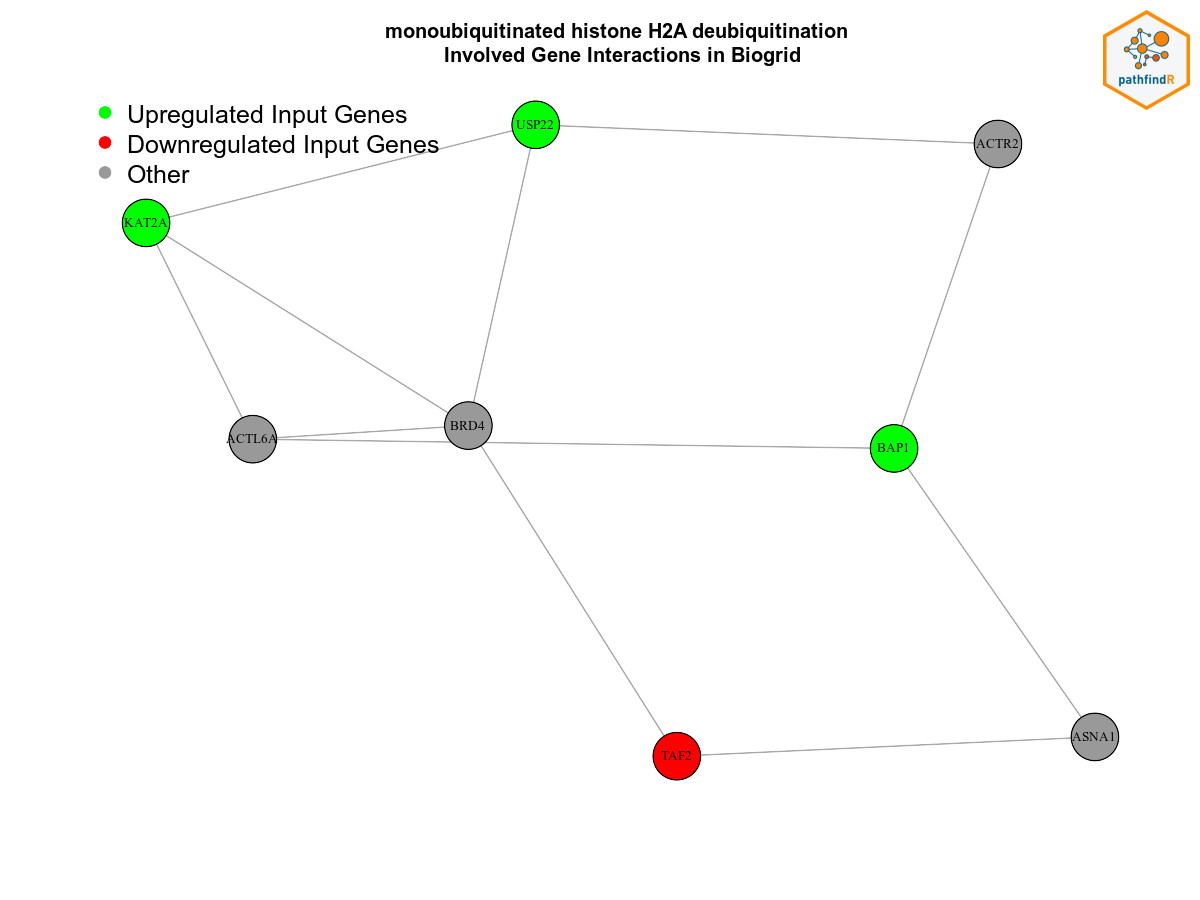 monoubiquitinated histone H2A deubiquitination
Involved Gene Interactions in Biogrid
pathfindR
Upregulated Input Genes
Downregulated Input Genes
Other
USP22
ACTR2
KAT2A
BRD4
ACTL6A
BAP1
ASNA1
TAF2